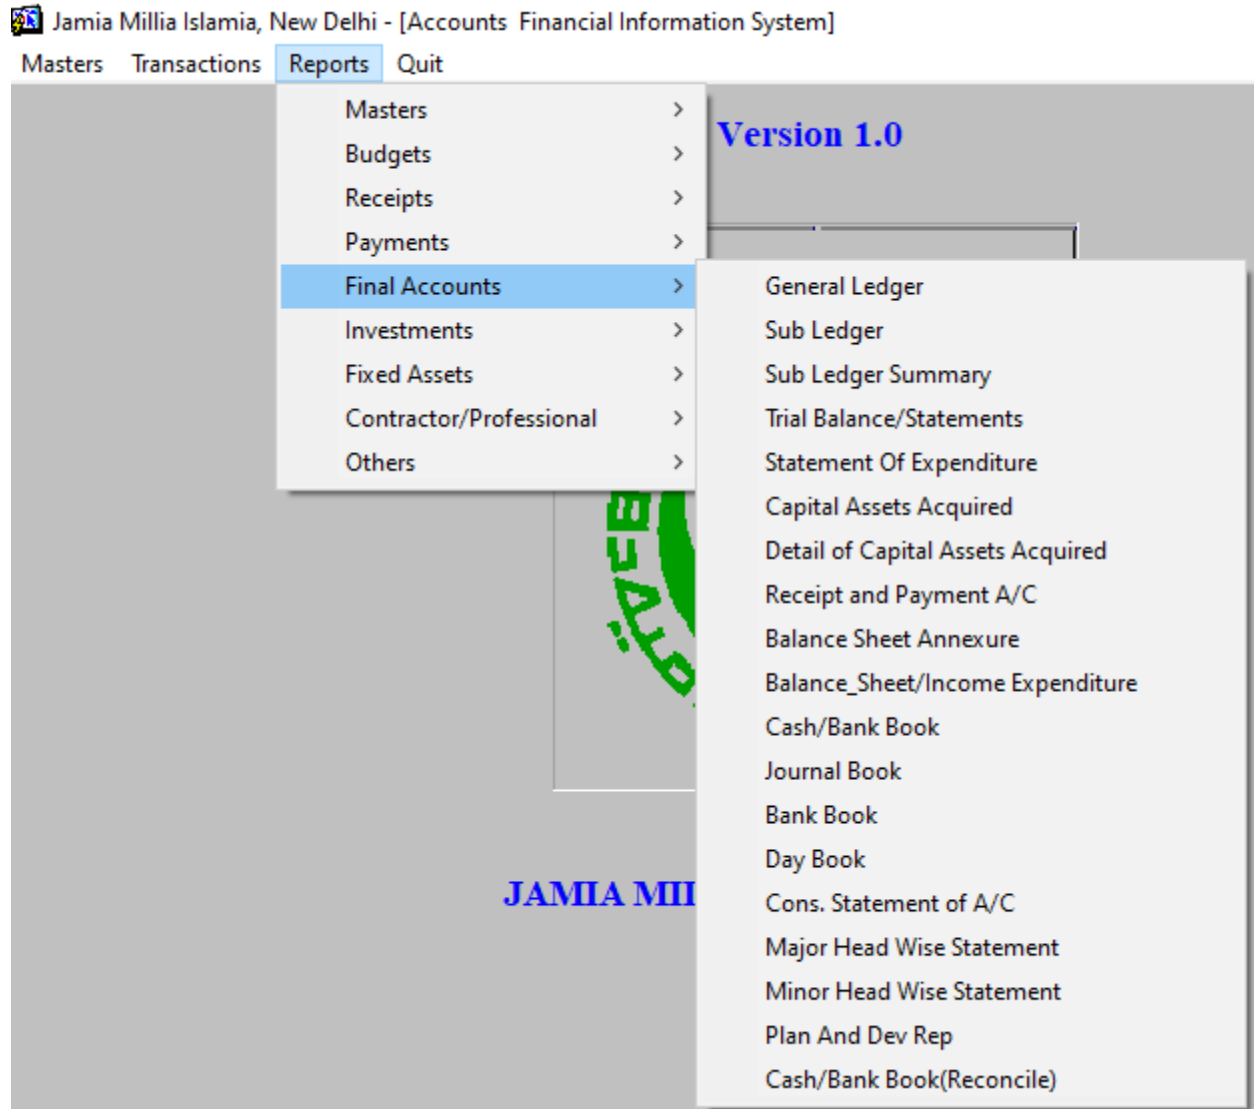 Jamia Millia Islamia, New Delhi - [Accounts  Financial Information System]
Masters Transactions Reports Quit
Version 1.0
Masters
Budgets
Receipts
Payments
Final Accounts
Investments
Fixed Assets
Contractor/Professional
Others
General Ledger
Sub Ledger
Sub Ledger Summary
Trial Balance/Statements
Statement Of Expenditure
Capital Assets Acquired
Detail of Capital Assets Acquired
Receipt and Payment A/C
Balance Sheet Annexure
Balance_Sheet/Income Expenditure
Cash/Bank Book
Journal Book
Bank Book
Day Book
Cons. Statement of A/C
Major Head Wise Statement
Minor Head Wise Statement
Plan And Dev Rep
Cash/Bank Book(Reconcile)
JAMIA